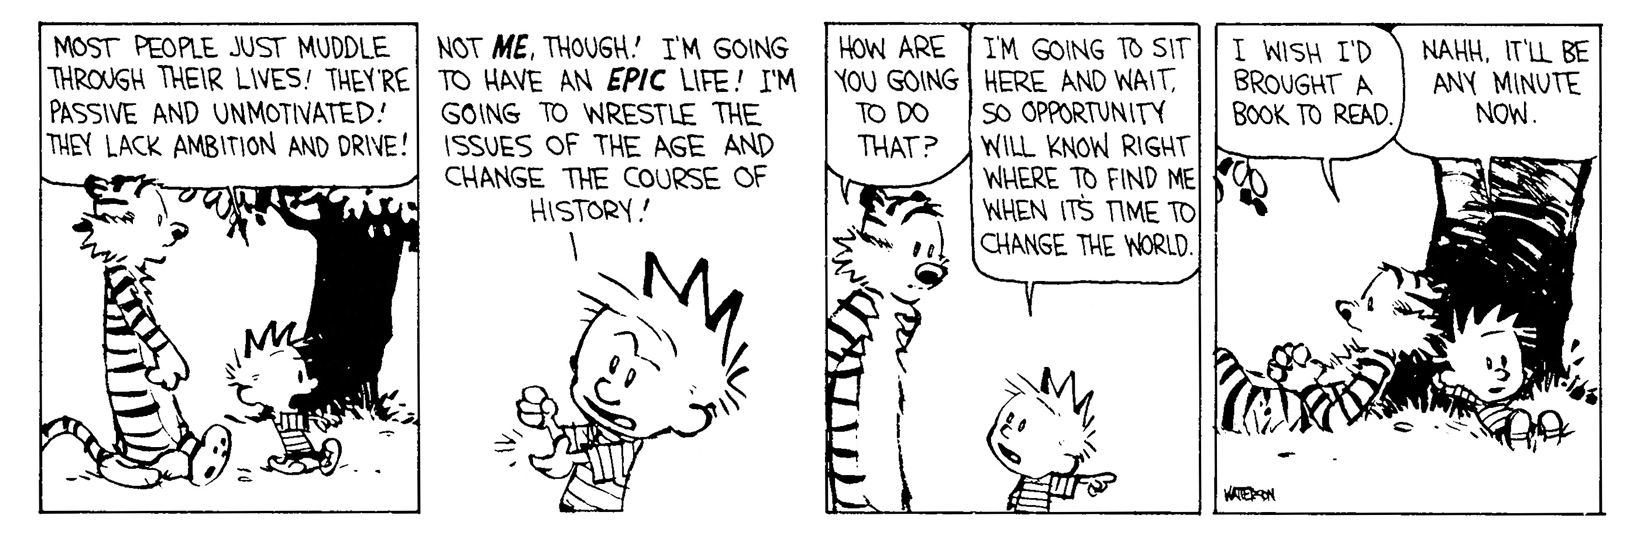 MOST PEOPLE JUST MUDDLE
THROUGH THEIR LIVES! THEY'RE
PASSIVE AND UNMOTIVATED!
THEY LACK AMBITION AND DRIVE!
NOT ME, THOUGH! I'M GOING
TO HAVE AN EPIC LIFE! I'M
GOING TO WRESTLE THE
ISSUES OF THE AGE AND
CHANGE THE COURSE OF
HISTORY!
HOW ARE
YOU GOING
TO DO
THAT?
I'M GOING TO SIT
HERE AND WAIT,
SO OPPORTUNITY
WILL KNOW RIGHT
WHERE TO FIND ME
WHEN IT'S TIME TO
CHANGE THE WORLD.
I WISH I'D
BROUGHT A
BOOK TO READ.
NAHH, IT'LL BE
ANY MINUTE
NOW.
WATTERSON